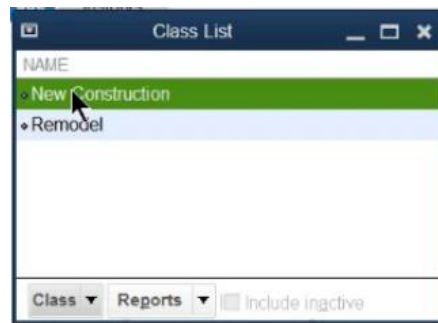 Class List
NAME
New Construction
Remodel
Class Reports Include inactive